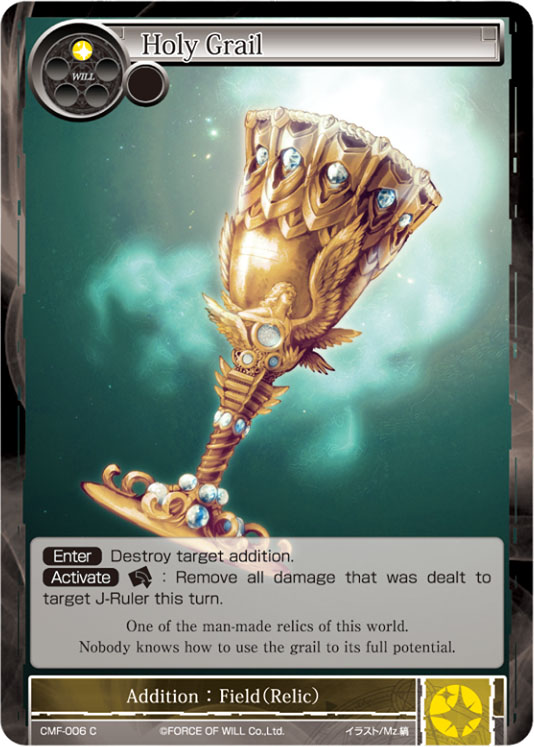 Holy Grail
WILL
Enter Destroy target addition.
Activate : Remove all damage that was dealt to
target J-Ruler this turn.
One of the man-made relics of this world.
Nobody knows how to use the grail to its full potential.
Addition : Field(Relic)
CMF-006 C ©FORCE OF WILL Co.,Ltd. イラスト/Mz.縞